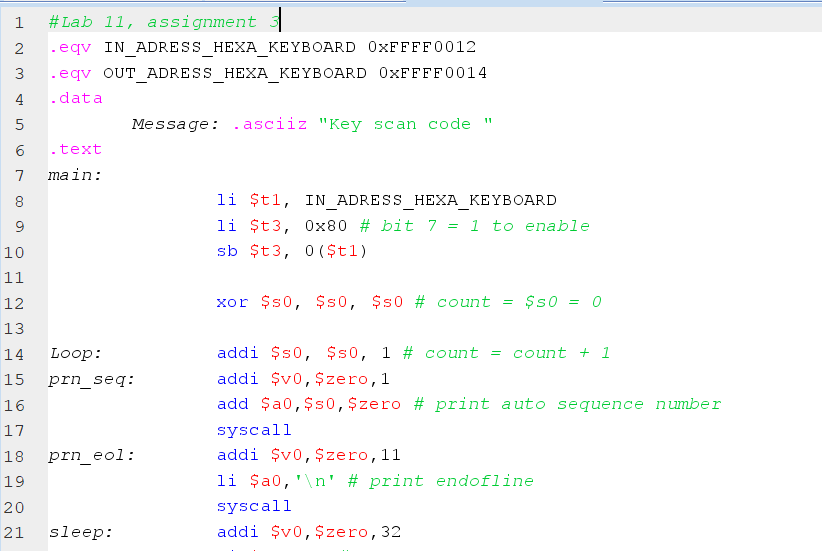 1 #Lab 11, assignment 3
2 .eqv IN_ADRESS_HEXA_KEYBOARD 0xFFFF0012
3 .eqv OUT_ADRESS_HEXA_KEYBOARD 0xFFFF0014
4 .data
5 Message: .asciiz "Key scan code "
6 .text
7 main:
8 li $t1, IN_ADRESS_HEXA_KEYBOARD
9 li $t3, 0x80 # bit 7 = 1 to enable
10 sb $t3, 0($t1)
11
12 xor $s0, $s0, $s0 # count = $s0 = 0
13
14 Loop: addi $s0, $s0, 1 # count = count + 1
15 prn_seq: addi $v0,$zero,1
16 add $a0,$s0,$zero # print auto sequence number
17 syscall
18 prn_eol: addi $v0,$zero,11
19 li $a0,'\n' # print endofline
20 syscall
21 sleep: addi $v0,$zero,32